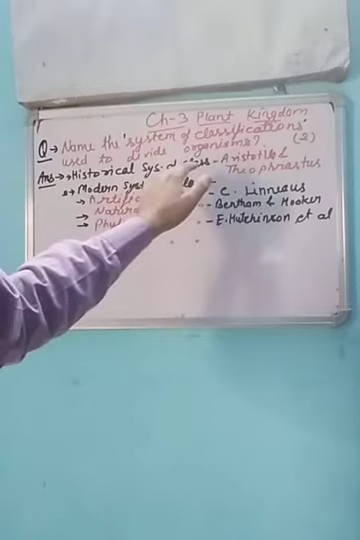 Ch-3 Plant Kingdom
Q→ Name the 'system of classifications'
used to divide organisms? (2)
Ans→ → Historical Sys. - Aristotle &
Theophrastus
→ Modern
→ - C. Linneaus
→ - Bentham & Hooker
→ - E. Hutchinson et al